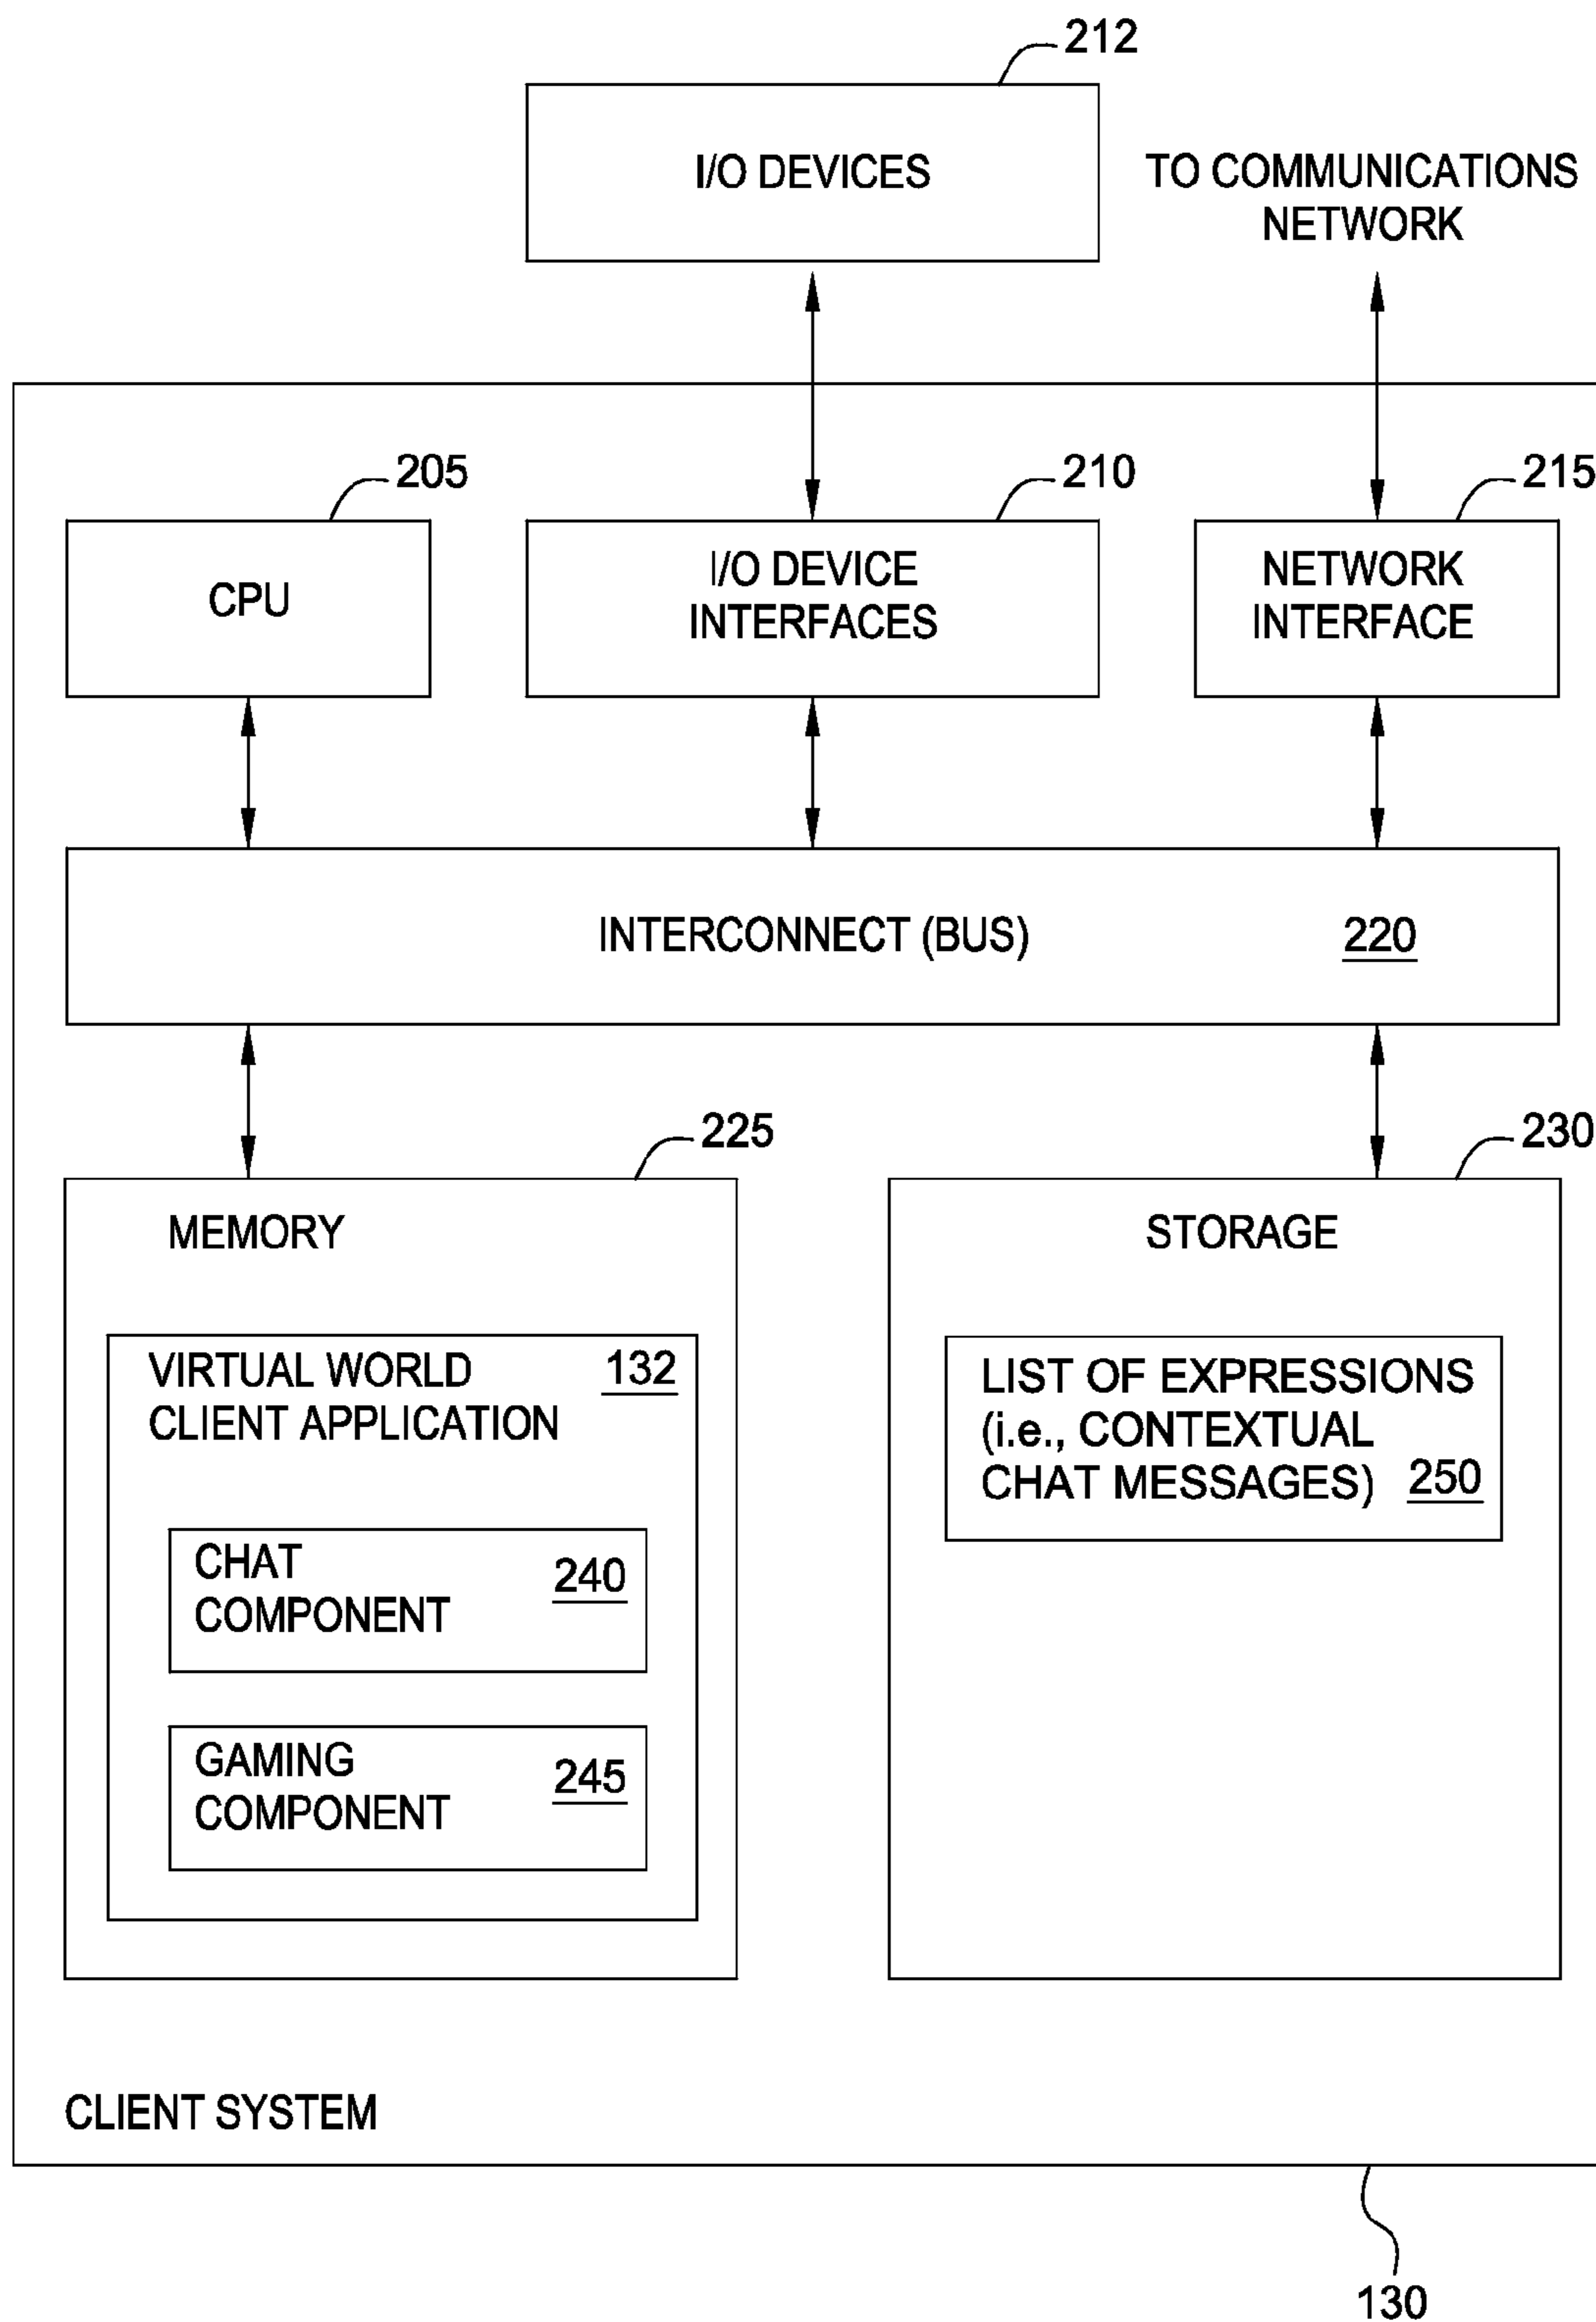 212
I/O DEVICES
TO COMMUNICATIONS
NETWORK
205
210
215
CPU
I/O DEVICE
INTERFACES
NETWORK
INTERFACE
INTERCONNECT (BUS)
220
225
230
MEMORY
STORAGE
VIRTUAL WORLD
132
CLIENT APPLICATION
LIST OF EXPRESSIONS
(i.e., CONTEXTUAL
CHAT MESSAGES)
250
CHAT
COMPONENT
240
GAMING
COMPONENT
245
CLIENT SYSTEM
130